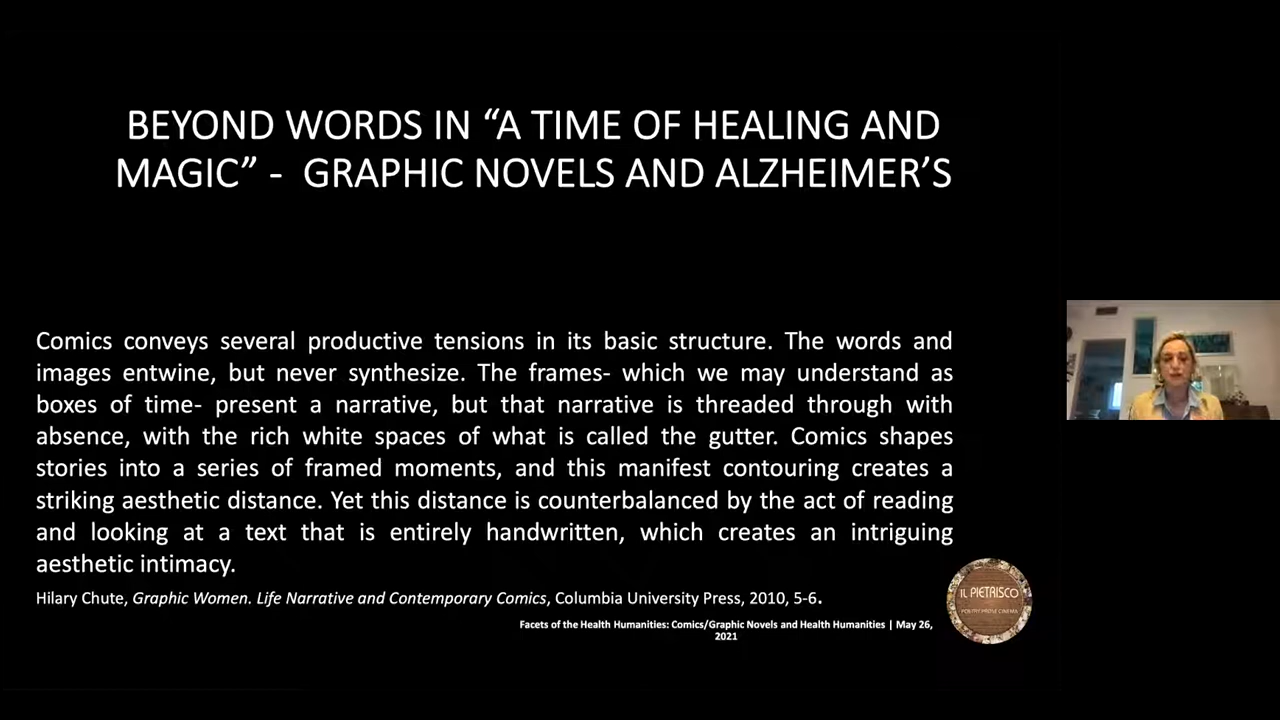 BEYOND WORDS IN “A TIME OF HEALING AND
MAGIC” - GRAPHIC NOVELS AND ALZHEIMER’S
Comics conveys several productive tensions in its basic structure. The words and
images entwine, but never synthesize. The frames- which we may understand as
boxes of time- present a narrative, but that narrative is threaded through with
absence, with the rich white spaces of what is called the gutter. Comics shapes
stories into a series of framed moments, and this manifest contouring creates a
striking aesthetic distance. Yet this distance is counterbalanced by the act of reading
and looking at a text that is entirely handwritten, which creates an intriguing
aesthetic intimacy.
Hilary Chute, Graphic Women. Life Narrative and Contemporary Comics, Columbia University Press, 2010, 5-6.
Facets of the Health Humanities: Comics/Graphic Novels and Health Humanities | May 26,
2021
IL PIETRISCO
POETRY PROSE CINEMA